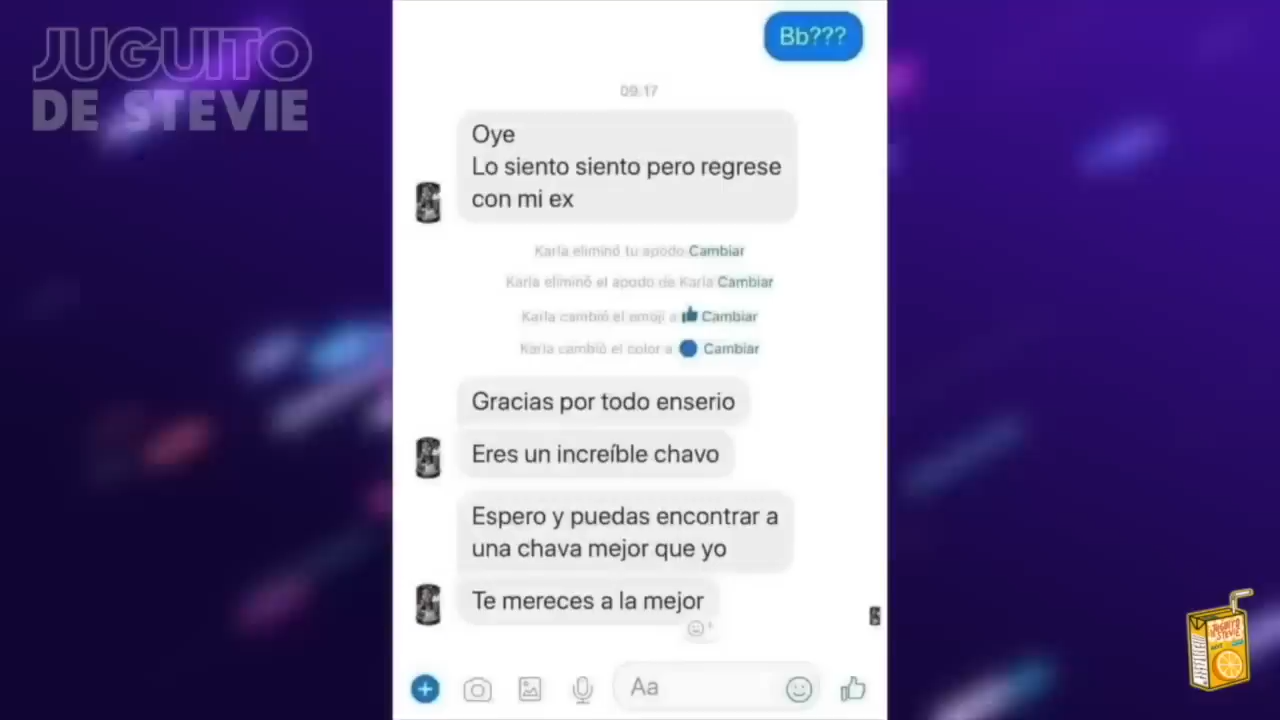 JUGUITO
DE STEVIE
Bb???
09:17
Oye
Lo siento siento pero regrese
con mi ex
Karla eliminó tu apodo Cambiar
Karla eliminó el apodo de Karla Cambiar
Karla cambió el emoji a Cambiar
Karla cambió el color a Cambiar
Gracias por todo enserio
Eres un increíble chavo
Espero y puedas encontrar a
una chava mejor que yo
Te mereces a la mejor
Aa
JUGUITO
DE STEVIE